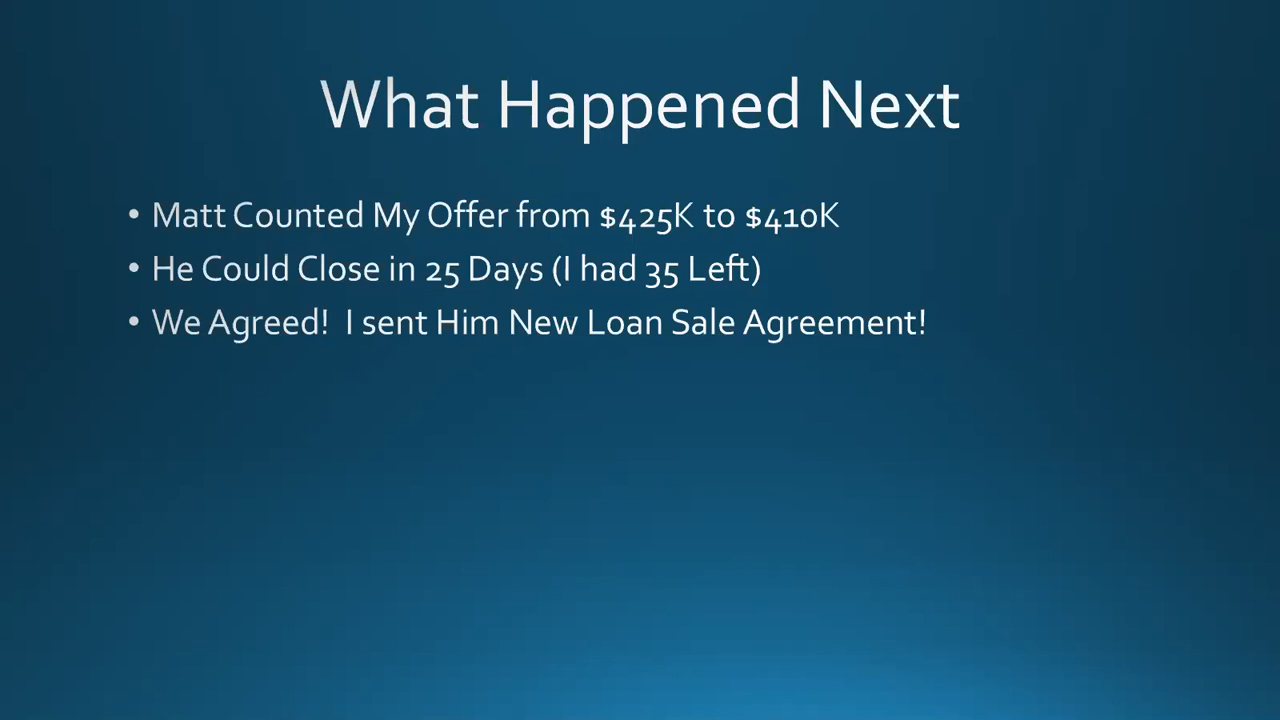 What Happened Next
• Matt Counted My Offer from $425K to $410K
• He Could Close in 25 Days (I had 35 Left)
• We Agreed!  I sent Him New Loan Sale Agreement!